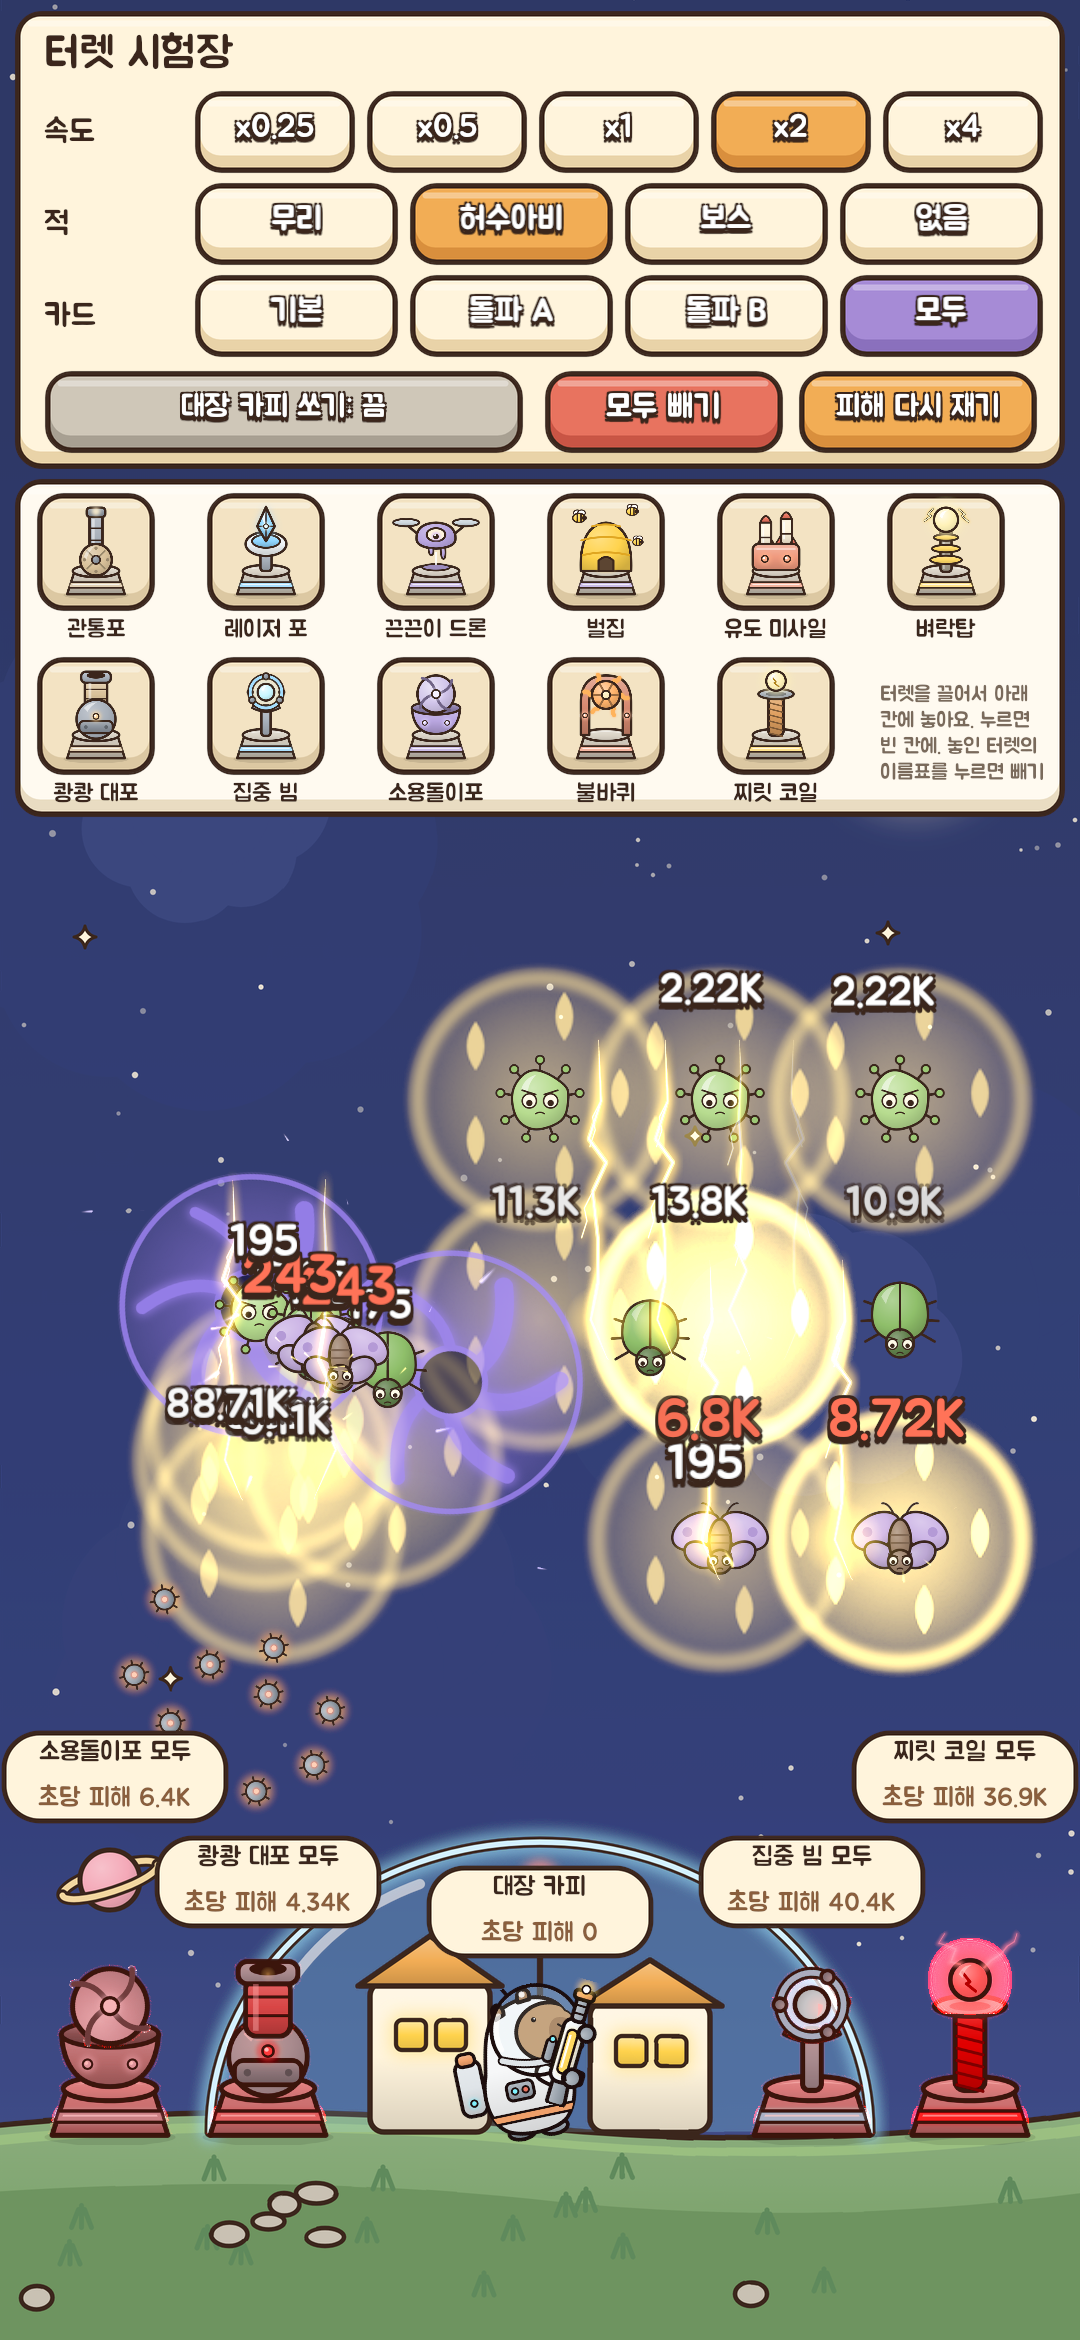 터렛 시험장
속도
x0.25
x0.5
x1
x2
x4
적
무리
허수아비
보스
없음
카드
기본
돌파 A
돌파 B
모두
대장 카피 쏘기: 끔
모두 빼기
피해 다시 재기
관통포
레이저 포
끈끈이 드론
벌집
유도 미사일
벼락탑
쾅쾅 대포
집중 빔
소용돌이포
불바퀴
찌릿 코일
터렛을 끌어서 아래
칸에 놓아요. 누르면
빈 칸에. 놓인 터렛의
이름표를 누르면 빼기
2.22K
2.22K
11.3K
13.8K
10.9K
195
243
6.8K
8.72K
195
소용돌이포 모두
초당 피해 6.4K
찌릿 코일 모두
초당 피해 36.9K
쾅쾅 대포 모두
초당 피해 4.34K
집중 빔 모두
초당 피해 40.4K
대장 카피
초당 피해 0